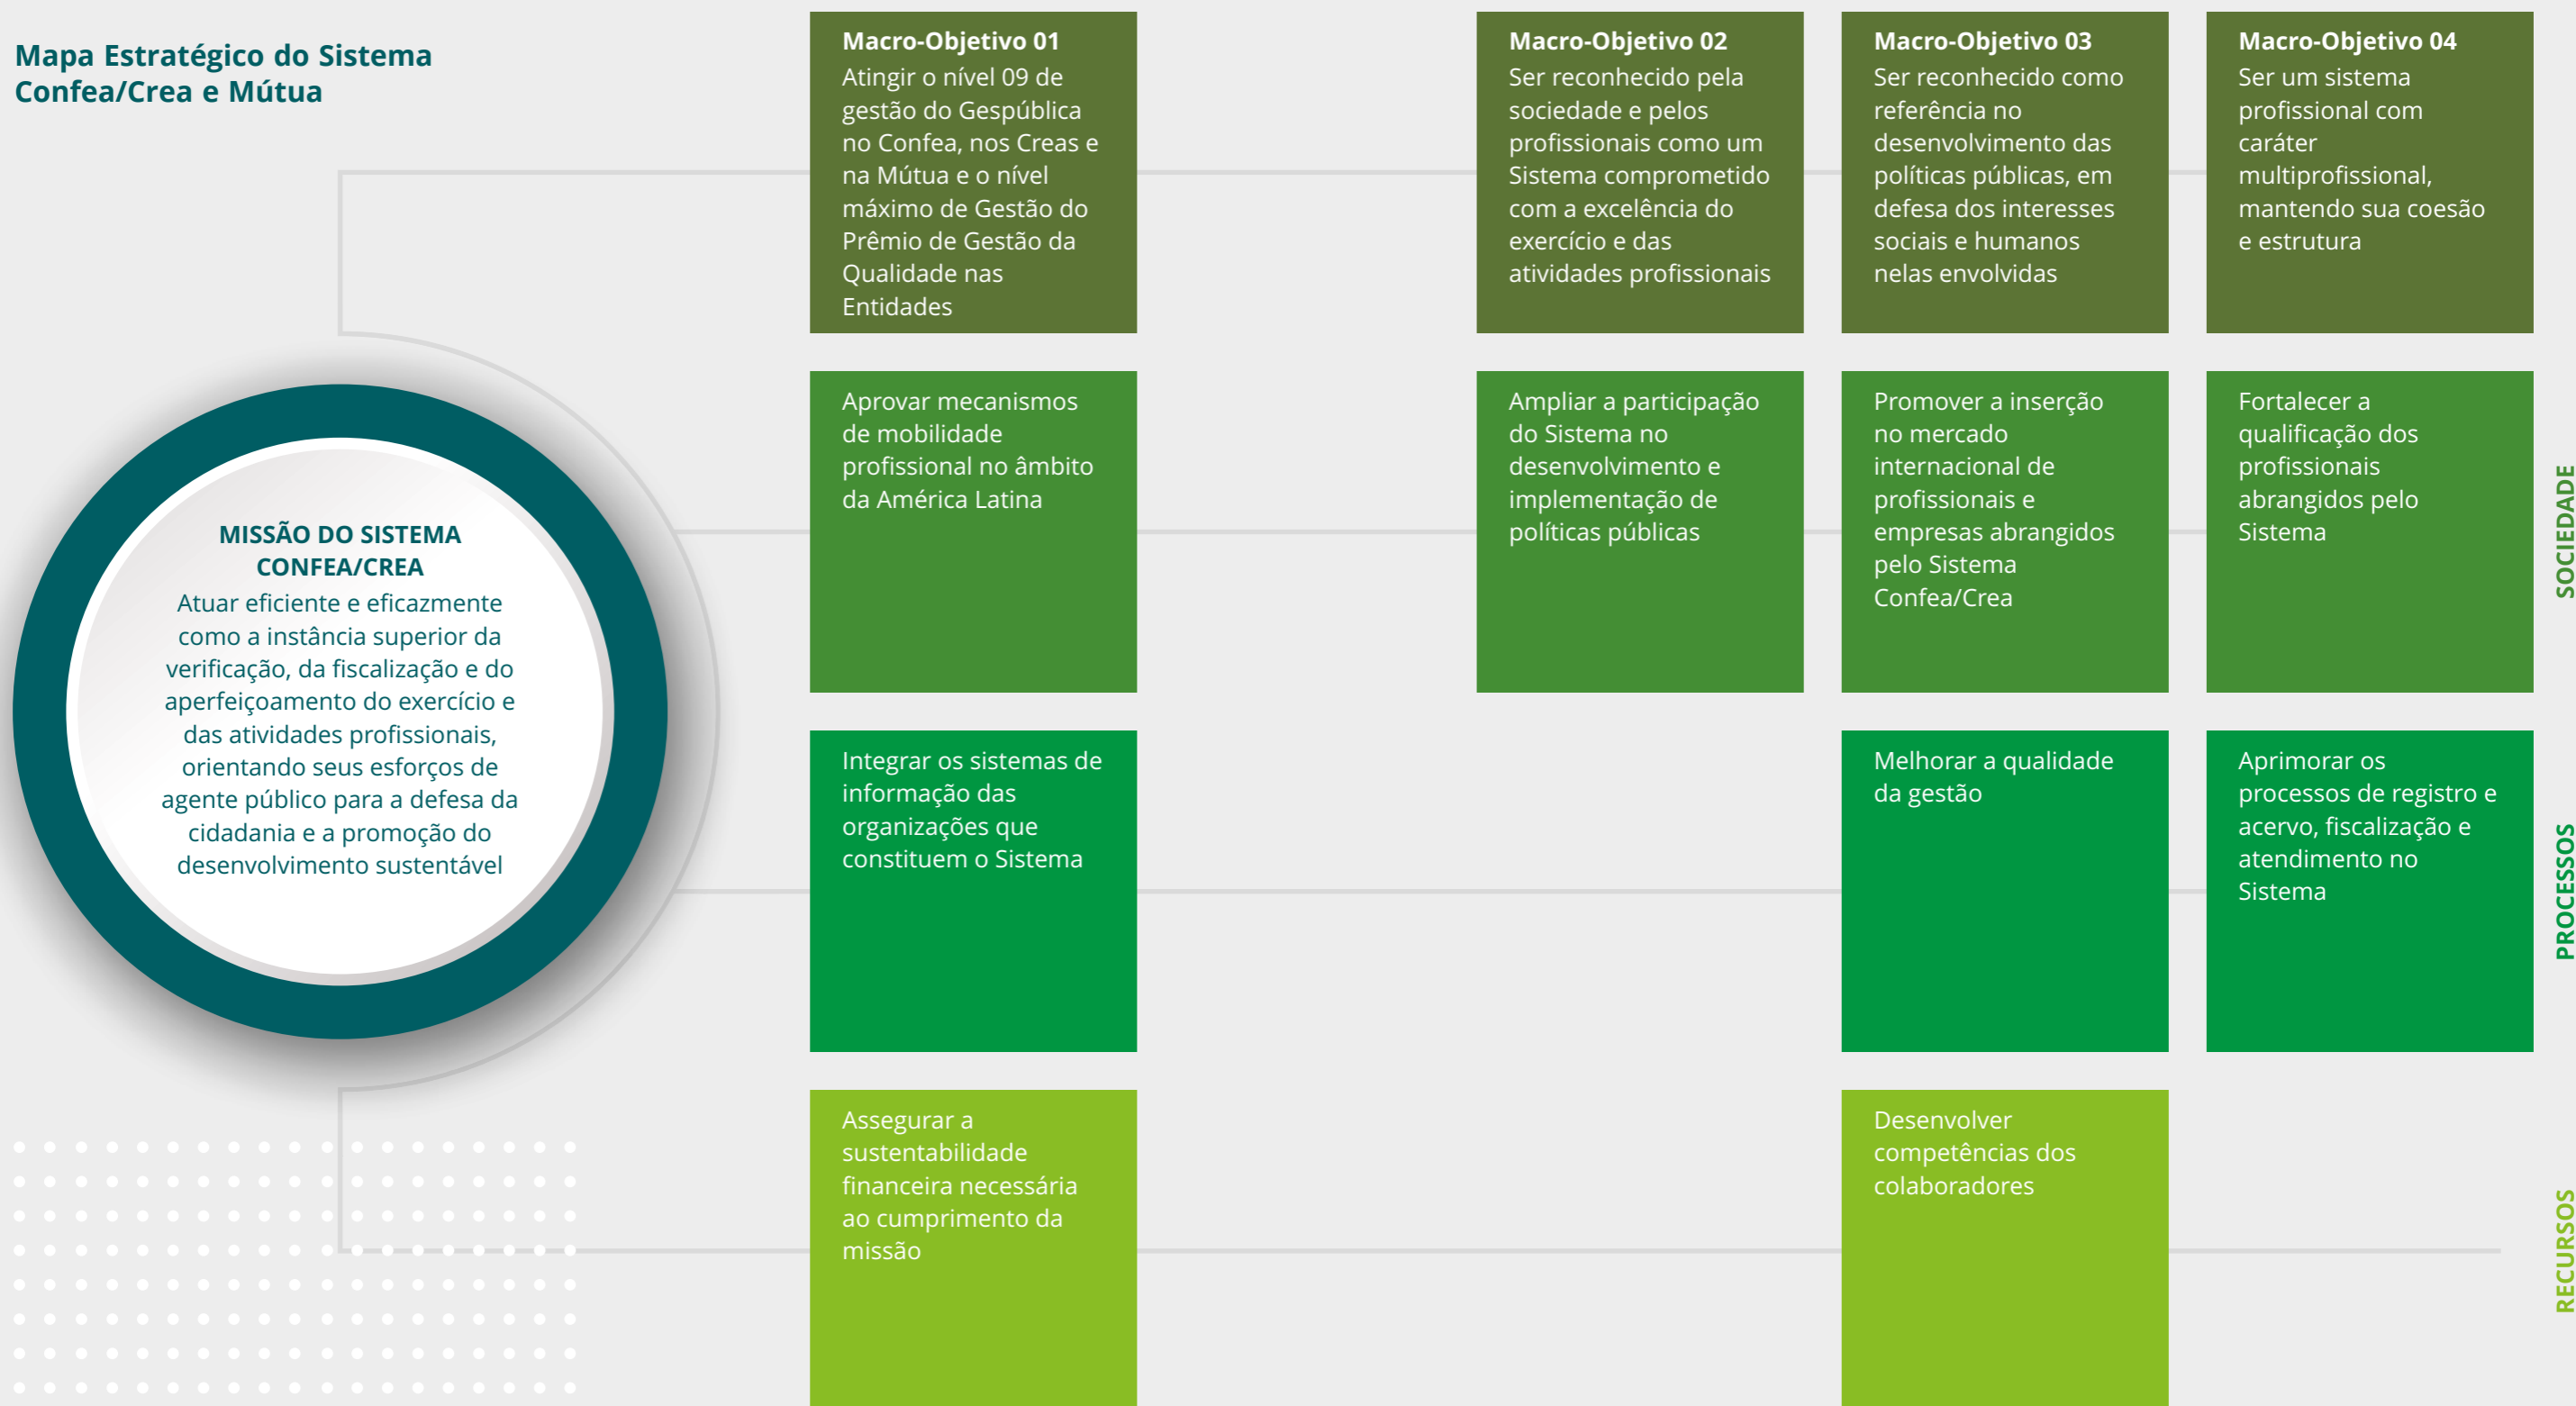 Mapa Estratégico do Sistema
Confea/Crea e Mútua
MISSÃO DO SISTEMA
CONFEA/CREA
Atuar eficiente e eficazmente
como a instância superior da
verificação, da fiscalização e do
aperfeiçoamento do exercício e
das atividades profissionais,
orientando seus esforços de
agente público para a defesa da
cidadania e a promoção do
desenvolvimento sustentável
Macro-Objetivo 01
Atingir o nível 09 de
gestão do Gespública
no Confea, nos Creas e
na Mútua e o nível
máximo de Gestão do
Prêmio de Gestão da
Qualidade nas
Entidades
Macro-Objetivo 02
Ser reconhecido pela
sociedade e pelos
profissionais como um
Sistema comprometido
com a excelência do
exercício e das
atividades profissionais
Macro-Objetivo 03
Ser reconhecido como
referência no
desenvolvimento das
políticas públicas, em
defesa dos interesses
sociais e humanos
nelas envolvidas
Macro-Objetivo 04
Ser um sistema
profissional com
caráter
multiprofissional,
mantendo sua coesão
e estrutura
Aprovar mecanismos
de mobilidade
profissional no âmbito
da América Latina
Ampliar a participação
do Sistema no
desenvolvimento e
implementação de
políticas públicas
Promover a inserção
no mercado
internacional de
profissionais e
empresas abrangidos
pelo Sistema
Confea/Crea
Fortalecer a
qualificação dos
profissionais
abrangidos pelo
Sistema
SOCIEDADE
Integrar os sistemas de
informação das
organizações que
constituem o Sistema
Melhorar a qualidade
da gestão
Aprimorar os
processos de registro e
acervo, fiscalização e
atendimento no
Sistema
PROCESSOS
Assegurar a
sustentabilidade
financeira necessária
ao cumprimento da
missão
Desenvolver
competências dos
colaboradores
RECURSOS